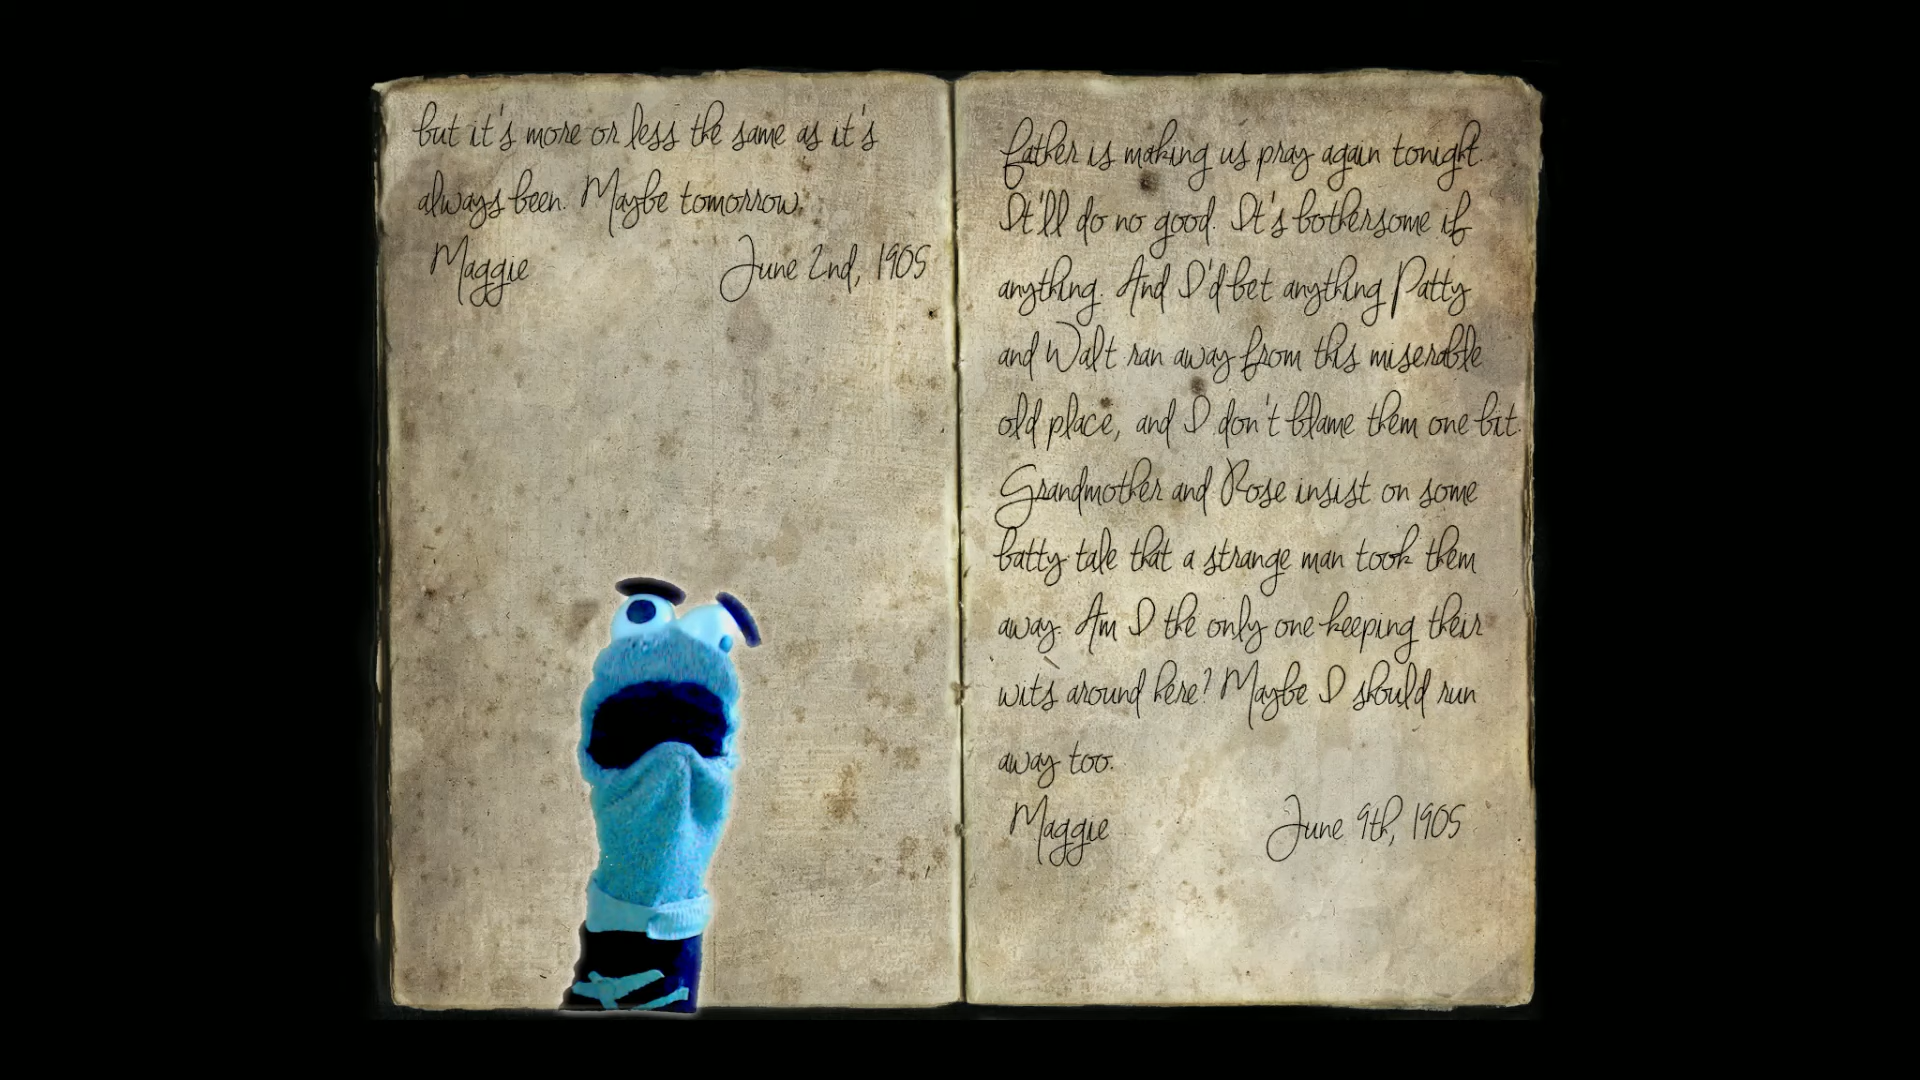 but it's more or less the same as it's
always been. Maybe tomorrow.
Maggie June 2nd, 1905
Father is making us pray again tonight.
It'll do no good. It's bothersome if
anything. And I'd bet anything Patty
and Walt ran away from this miserable
old place, and I don't blame them one bit.
Grandmother and Rose insist on some
batty tale that a strange man took them
away. Am I the only one keeping their
wits around here? Maybe I should run
away too.
Maggie June 9th, 1905